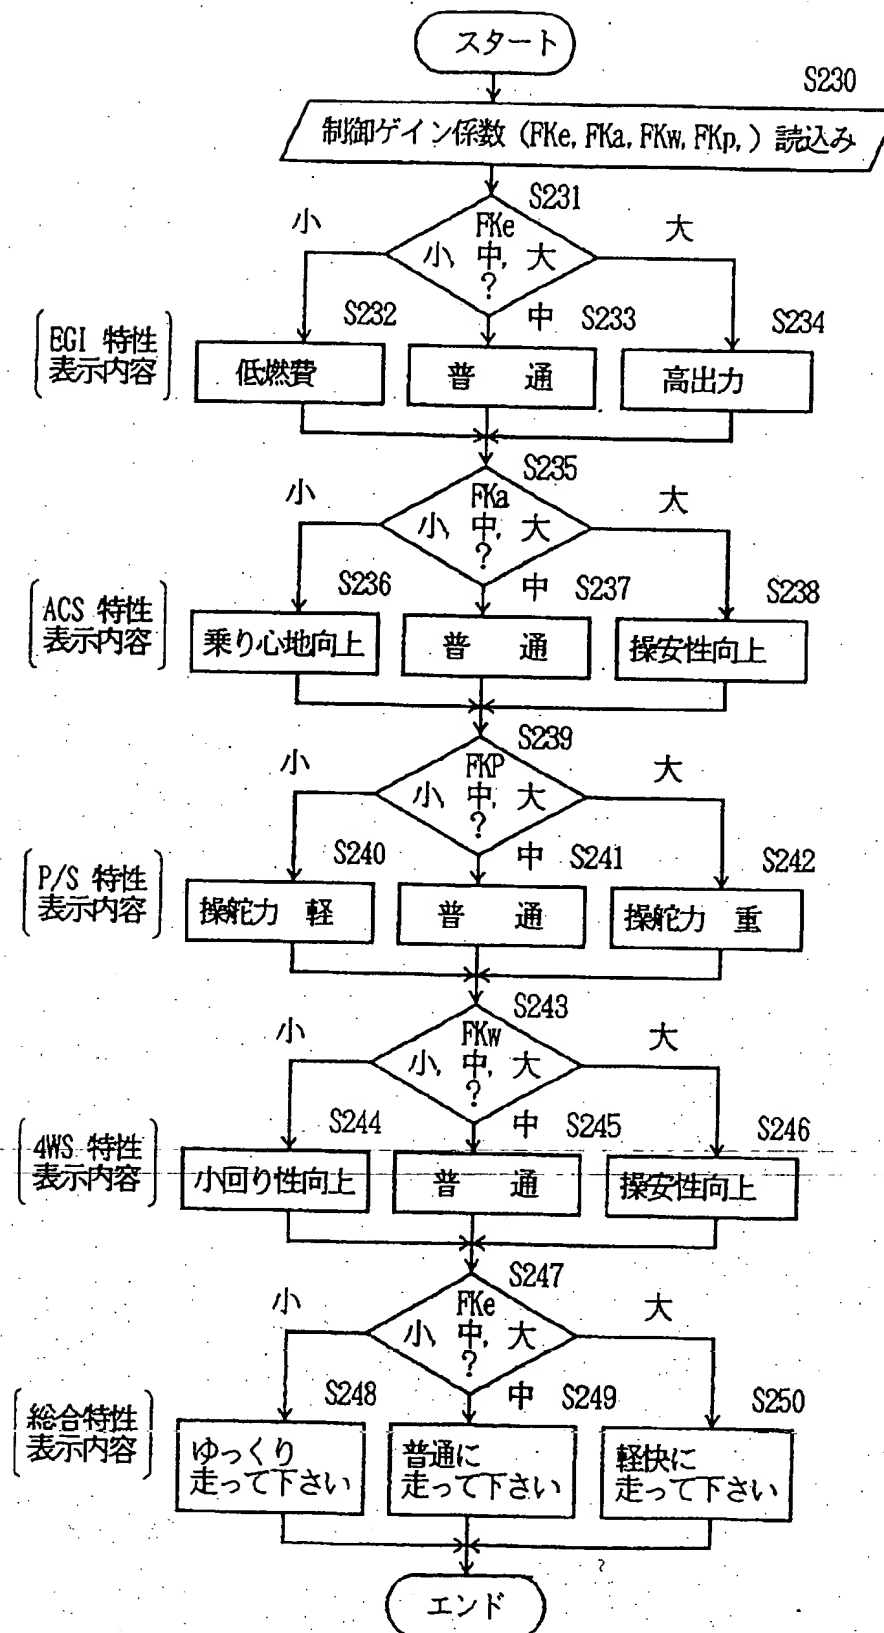 スタート
S230
制御ゲイン係数 (FKe, FKa, FKw, FKp,) 読込み
S231
FKe
小, 中, 大
?
小
大
中
S232
S233
S234
EGI 特性
表示内容
低燃費
普 通
高出力
S235
FKa
小, 中, 大
?
小
大
中
S236
S237
S238
ACS 特性
表示内容
乗り心地向上
普 通
操安性向上
S239
FKP
小, 中, 大
?
小
大
中
S240
S241
S242
P/S 特性
表示内容
操舵力 軽
普 通
操舵力 重
S243
FKw
小, 中, 大
?
小
大
中
S244
S245
S246
4WS 特性
表示内容
小回り性向上
普 通
操安性向上
S247
FKe
小, 中, 大
?
小
大
中
S248
S249
S250
総合特性
表示内容
ゆっくり
走って下さい
普通に
走って下さい
軽快に
走って下さい
エンド